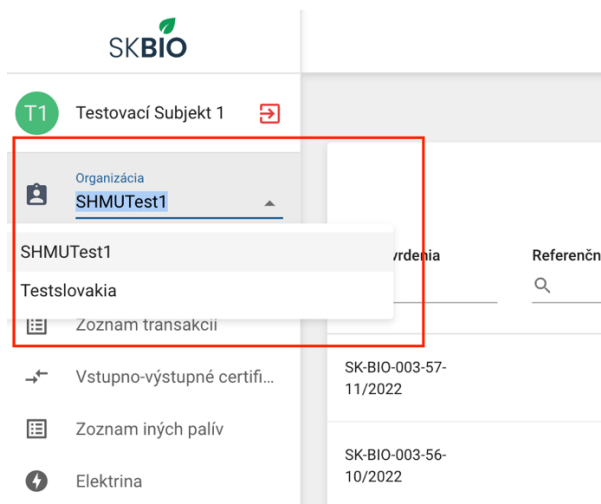 SKBIO
T1
Testovací Subjekt 1
Organizácia
SHMUTest1
SHMUTest1
Testslovakia
Zoznam transakcií
Vstupno-výstupné certifi...
Zoznam iných palív
Elektrina
vrdenia
Referenčn
SK-BIO-003-57-
11/2022
SK-BIO-003-56-
10/2022